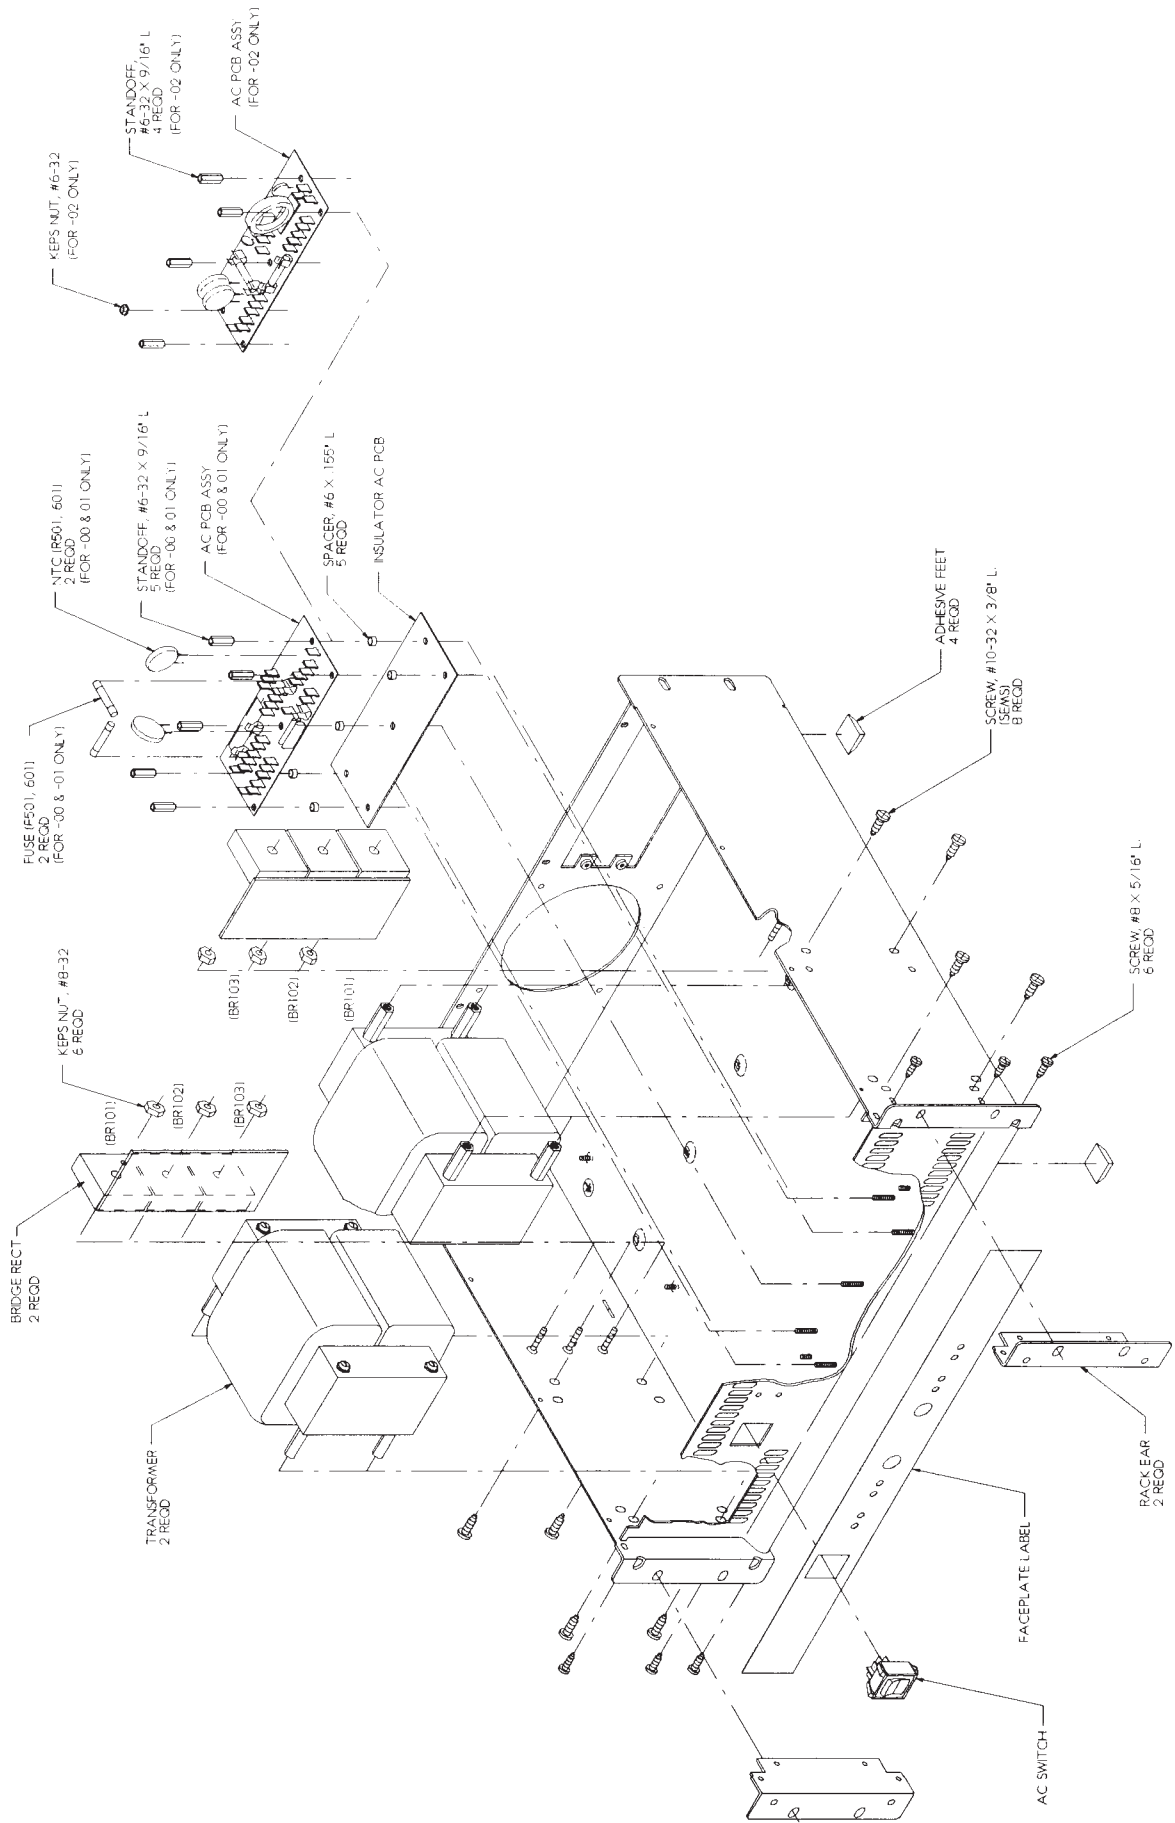 BRIDGE RECT
2 REQD
KEPS NUT, #8-32
6 REQD
(BR101)
(BR102)
(BR103)
(BR103)
(BR102)
(BR101)
FUSE (F501, 601)
2 REQD
(FOR -00 & -01 ONLY)
NTC (R501, 601)
2 REQD
(FOR -00 & 01 ONLY)
STANDOFF, #6-32 X 9/16" L
5 REQD
(FOR -00 & 01 ONLY)
AC PCB ASSY
(FOR -00 & 01 ONLY)
SPACER, #6 X .155" L
5 REQD
INSULATOR AC PCB
KEPS NUT, #6-32
(FOR -02 ONLY)
STANDOFF,
#6-32 X 9/16" L
4 REQD
(FOR -02 ONLY)
AC PCB ASSY
(FOR -02 ONLY)
TRANSFORMER
2 REQD
ADHESIVE FEET
4 REQD
SCREW, #10-32 X 3/8" L.
(SEMS)
8 REQD
SCREW, #8 X 5/16" L.
6 REQD
AC SWITCH
FACEPLATE LABEL
RACK EAR
2 REQD